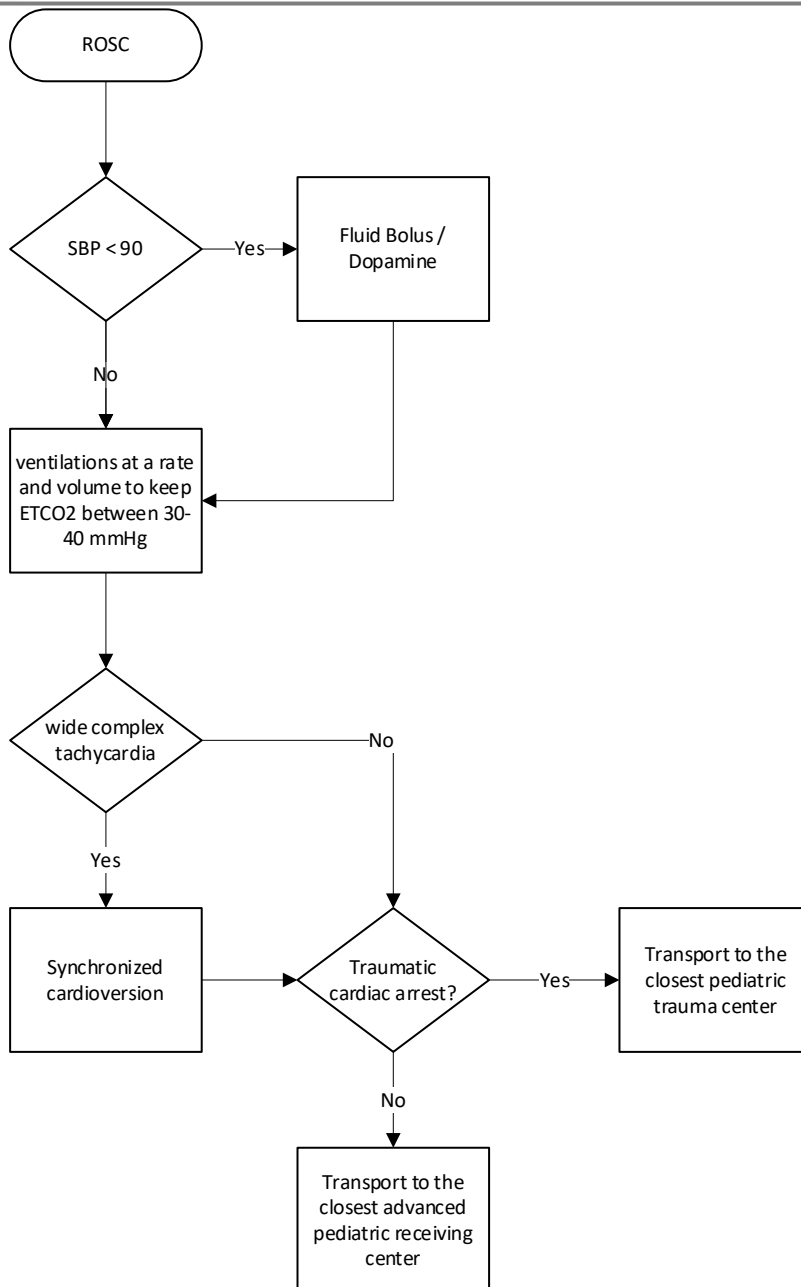 ROSC
SBP < 90
Yes
Fluid Bolus /
Dopamine
No
ventilations at a rate
and volume to keep
ETCO2 between 30-
40 mmHg
wide complex
tachycardia
No
Yes
Synchronized
cardioversion
Traumatic
cardiac arrest?
Yes
Transport to the
closest pediatric
trauma center
No
Transport to the
closest advanced
pediatric receiving
center